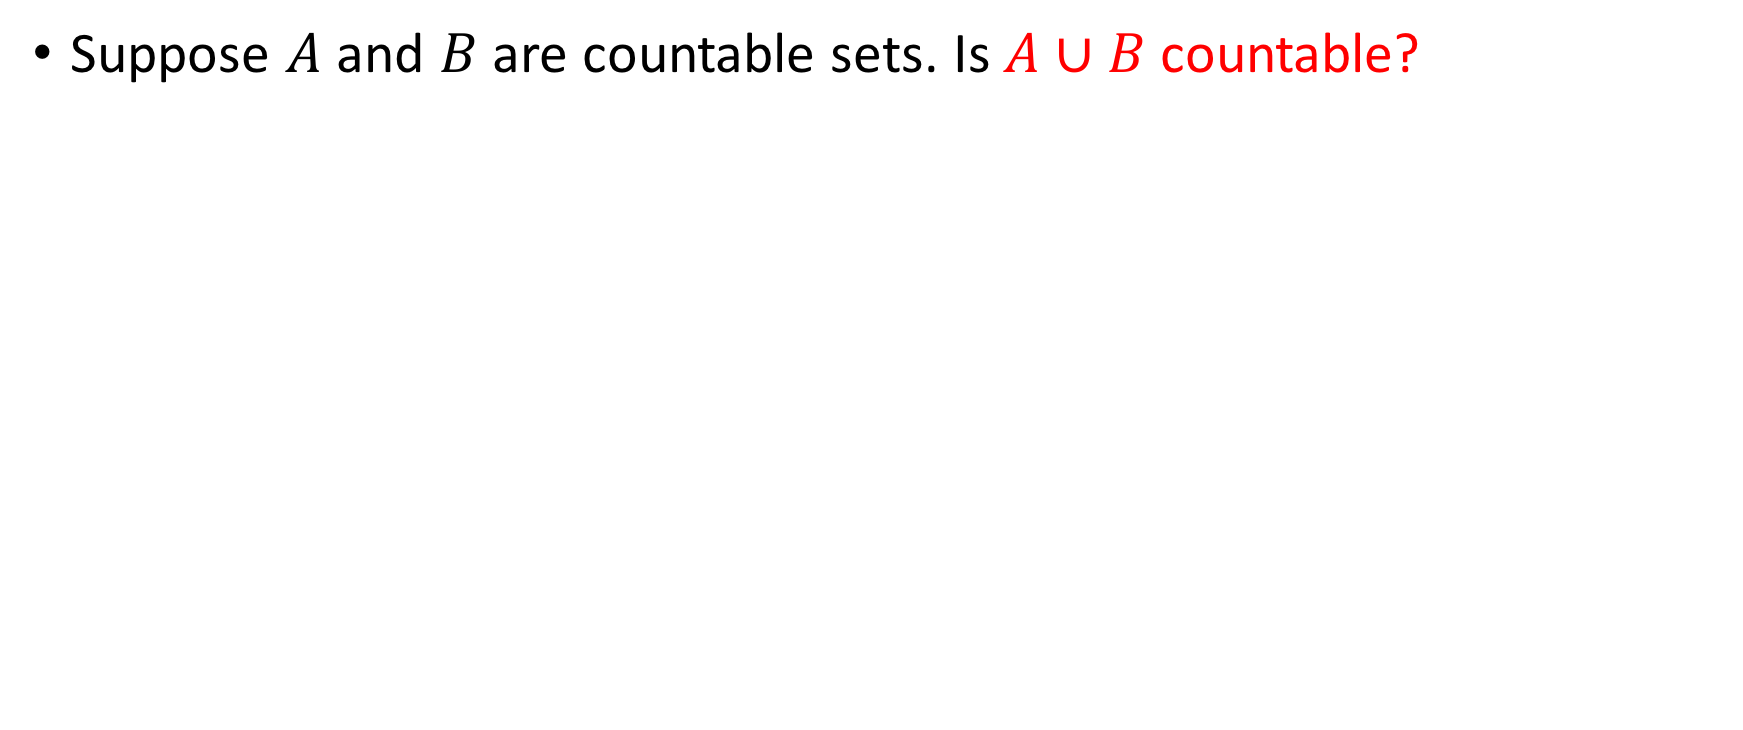 • Suppose A and B are countable sets. Is A ∪ B countable?